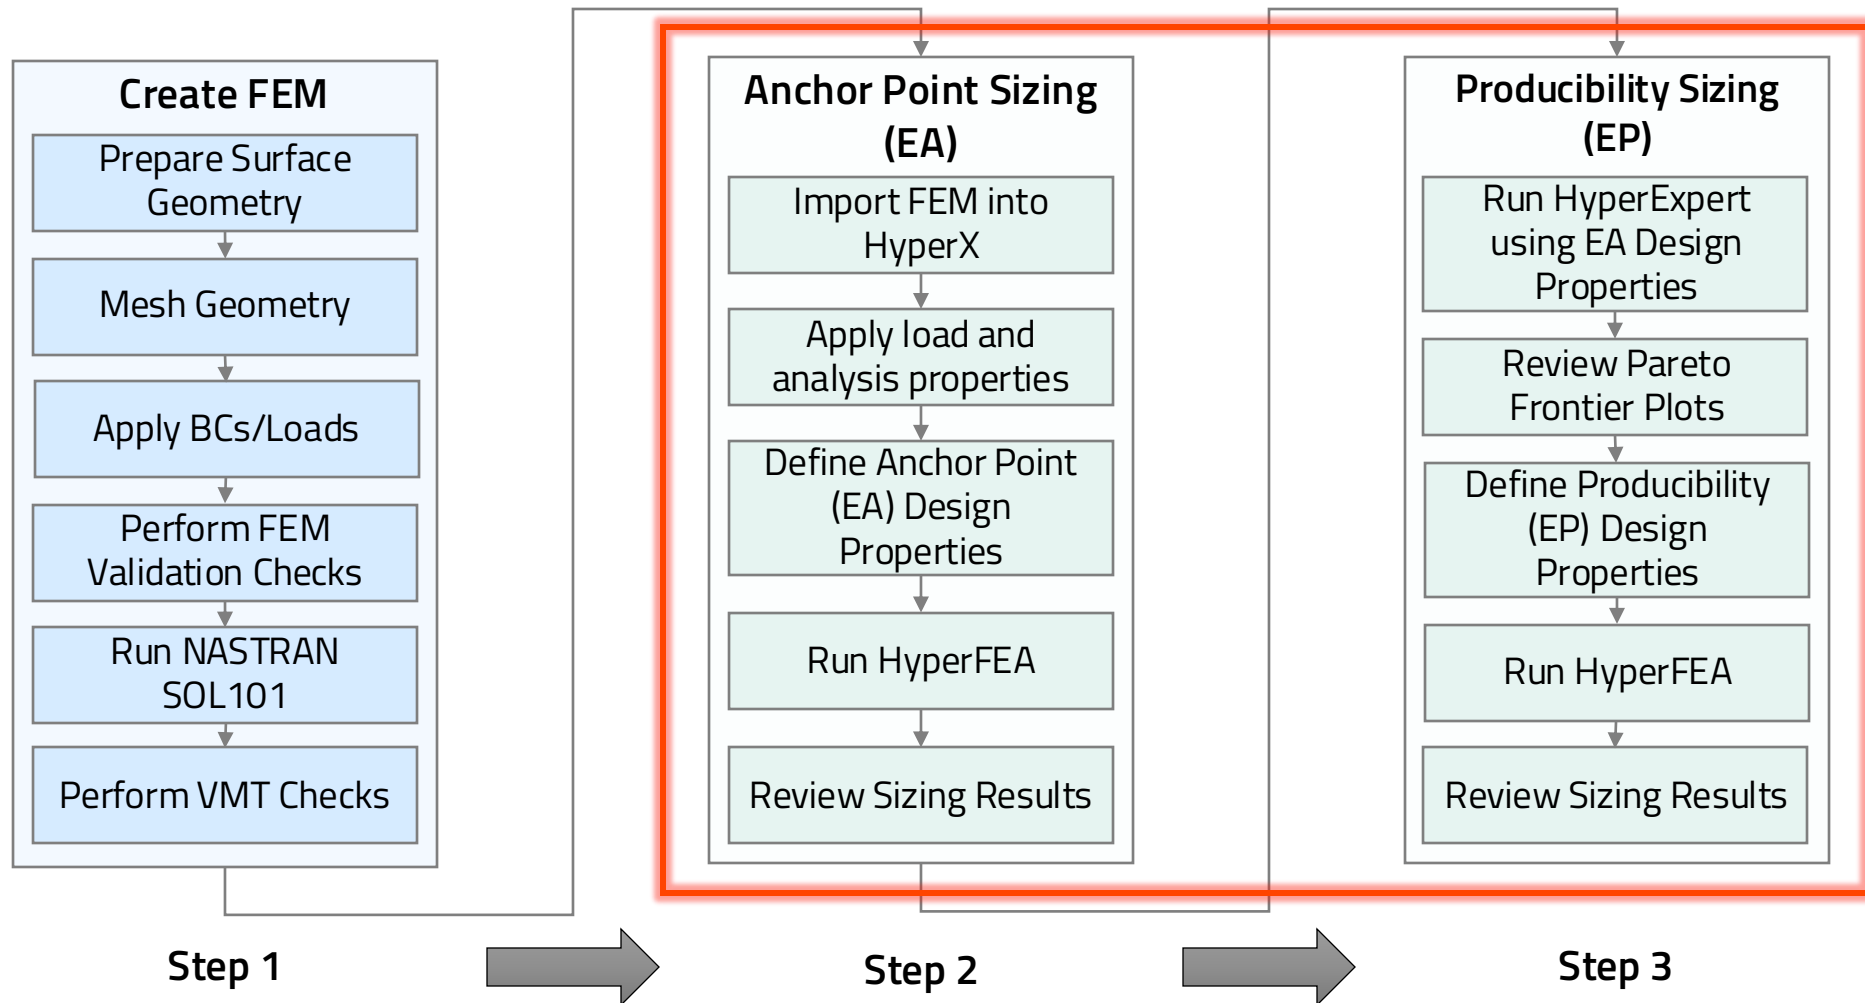 Create FEM
Prepare Surface
Geometry
Mesh Geometry
Apply BCs/Loads
Perform FEM
Validation Checks
Run NASTRAN
SOL101
Perform VMT Checks
Step 1
Anchor Point Sizing
(EA)
Import FEM into
HyperX
Apply load and
analysis properties
Define Anchor Point
(EA) Design
Properties
Run HyperFEA
Review Sizing Results
Step 2
Producibility Sizing
(EP)
Run HyperExpert
using EA Design
Properties
Review Pareto
Frontier Plots
Define Producibility
(EP) Design
Properties
Run HyperFEA
Review Sizing Results
Step 3